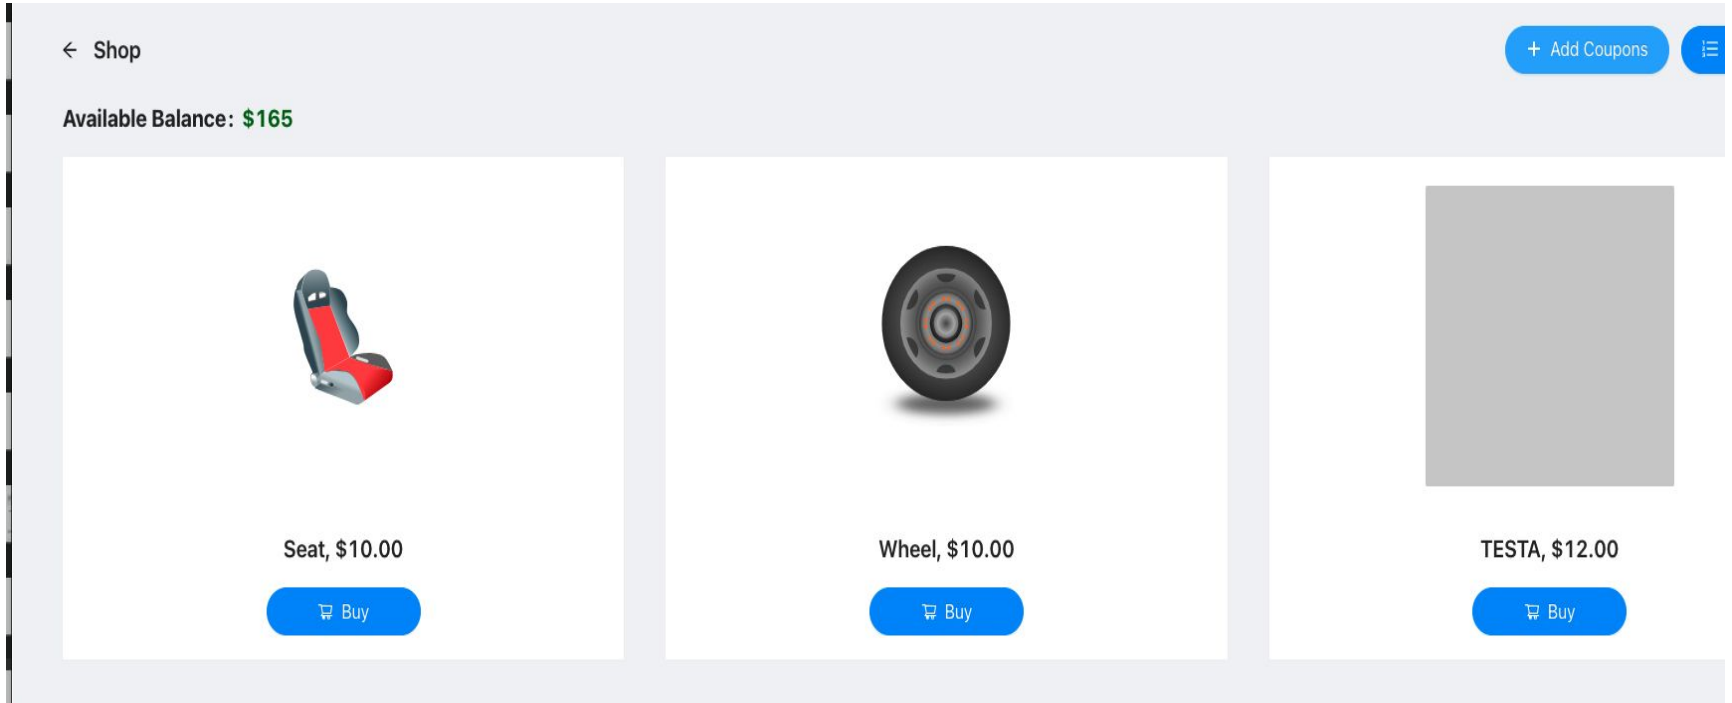 Shop
+ Add Coupons
Available Balance: $165
Seat, $10.00
Wheel, $10.00
TESTA, $12.00
Buy
Buy
Buy